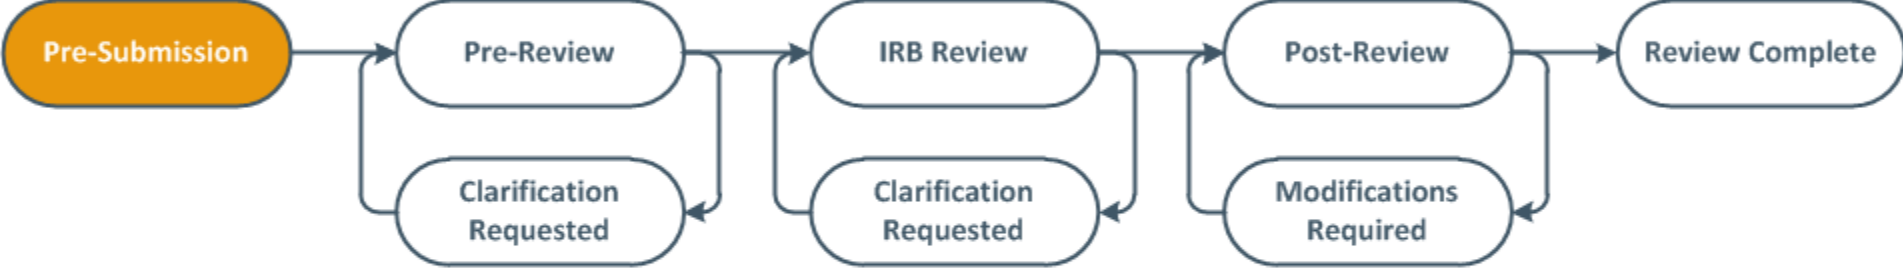 Pre-Submission
Pre-Review
IRB Review
Post-Review
Review Complete
Clarification
Requested
Clarification
Requested
Modifications
Required